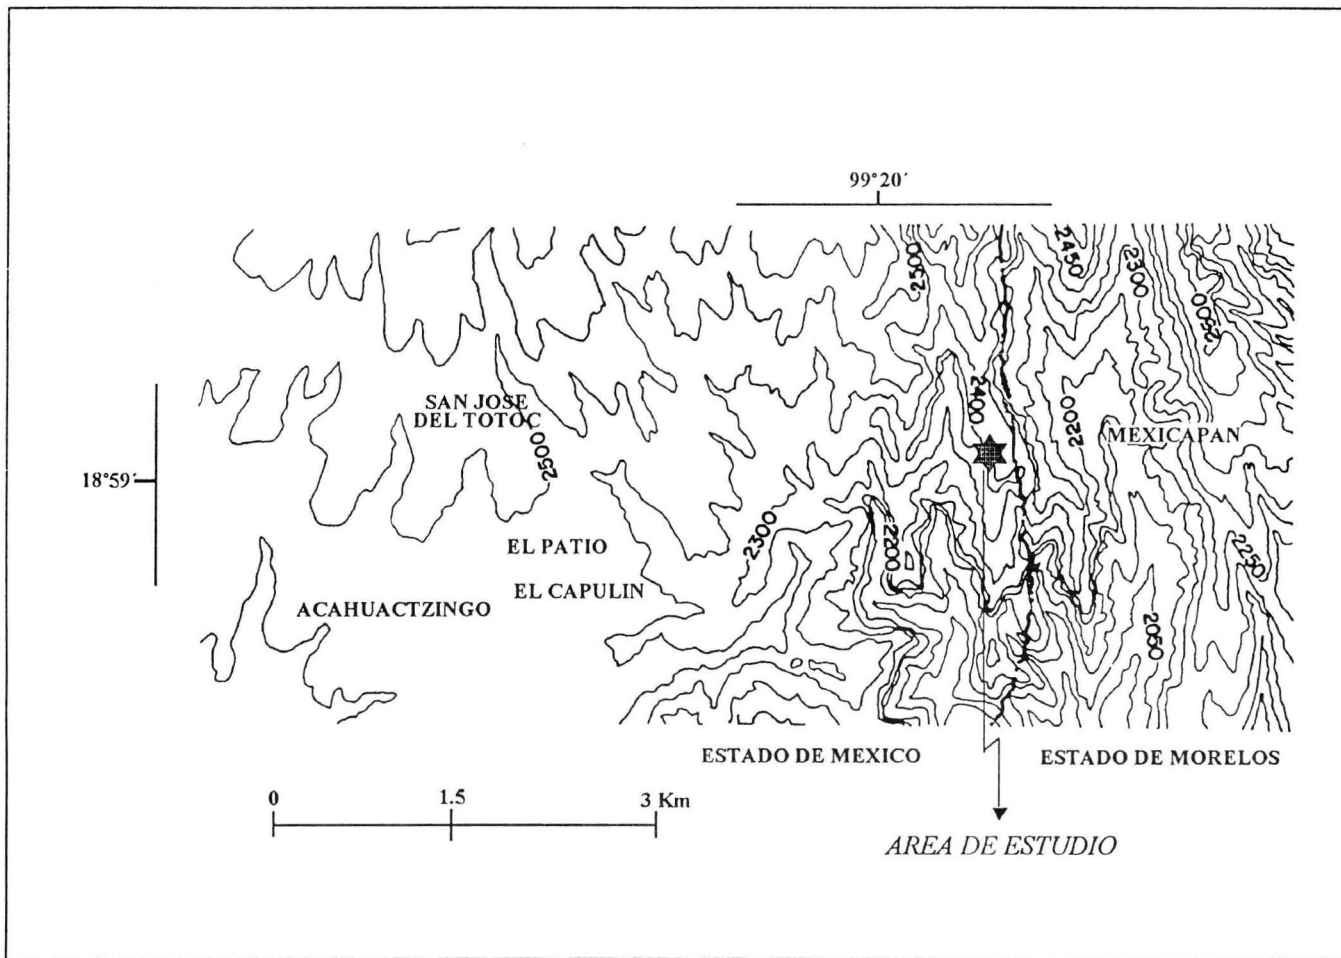 99°20´
2500
2450
2300
2500
2400
2200
SAN JOSE
DEL TOTOC
2500
MEXICAPAN
18°59´
2300
2200
EL PATIO
2250
EL CAPULIN
ACAHUACTZINGO
2050
ESTADO DE MEXICO
ESTADO DE MORELOS
0 1.5 3 Km
AREA DE ESTUDIO